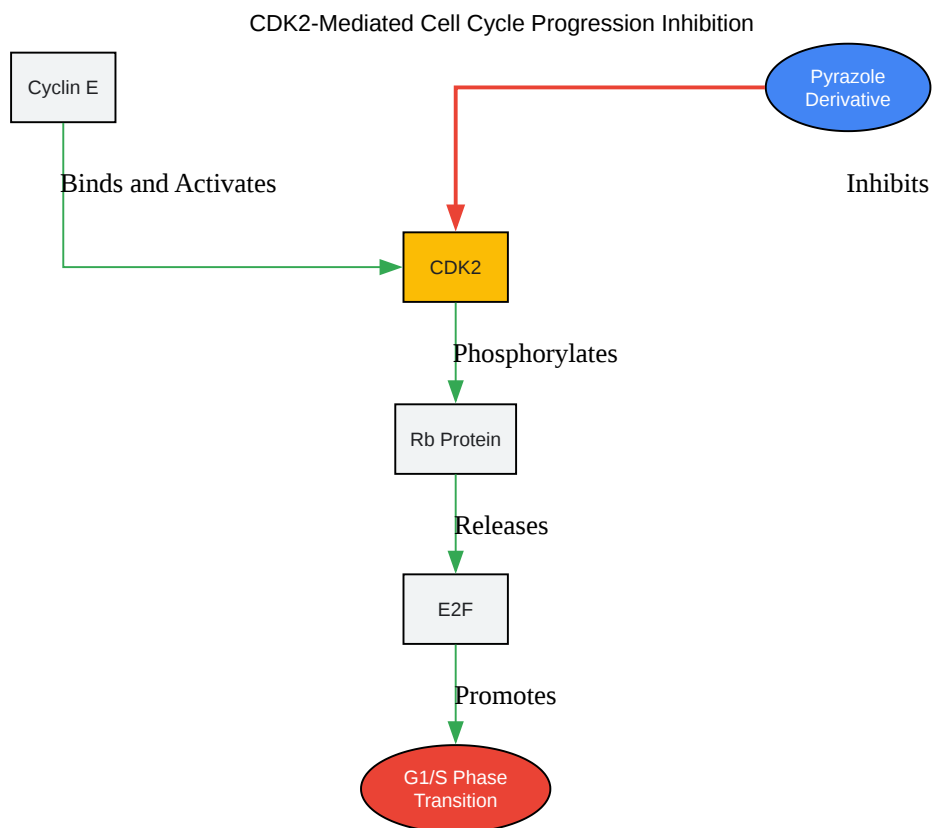 CDK2-Mediated Cell Cycle Progression Inhibition
Cyclin E
Pyrazole
Derivative
Binds and Activates
Inhibits
CDK2
Phosphorylates
Rb Protein
Releases
E2F
Promotes
G1/S Phase
Transition